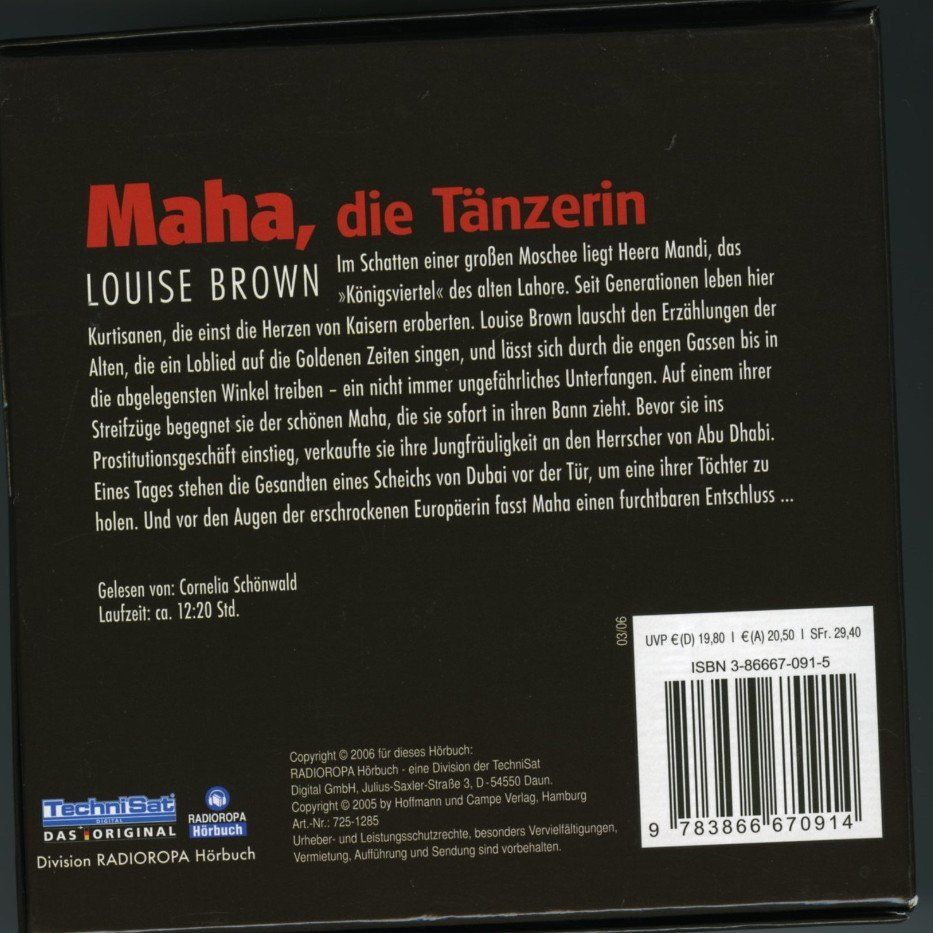 Maha, die Tänzerin
LOUISE BROWN
Im Schatten einer großen Moschee liegt Heera Mandi, das
»Königsviertel« des alten Lahore. Seit Generationen leben hier
Kurtisanen, die einst die Herzen von Kaisern eroberten. Louise Brown lauscht den Erzählungen der
Alten, die ein Loblied auf die Goldenen Zeiten singen, und lässt sich durch die engen Gassen bis in
die abgelegensten Winkel treiben – ein nicht immer ungefährliches Unterfangen. Auf einem ihrer
Streifzüge begegnet sie der schönen Maha, die sie sofort in ihren Bann zieht. Bevor sie ins
Prostitutionsgeschäft einstieg, verkaufte sie ihre Jungfräulichkeit an den Herrscher von Abu Dhabi.
Eines Tages stehen die Gesandten eines Scheichs von Dubai vor der Tür, um eine ihrer Töchter zu
holen. Und vor den Augen der erschrockenen Europäerin fasst Maha einen furchtbaren Entschluss ...
Gelesen von: Cornelia Schönwald
Laufzeit: ca. 12:20 Std.
03/06
UVP €(D) 19,80 I €(A) 20,50 I SFr. 29,40
ISBN 3-86667-091-5
9 783866 670914
Copyright © 2006 für dieses Hörbuch:
RADIOROPA Hörbuch - eine Division der TechniSat
Digital GmbH, Julius-Saxler-Straße 3, D-54550 Daun.
Copyright © 2005 by Hoffmann und Campe Verlag, Hamburg
Art.-Nr.: 725-1285
Urheber- und Leistungsschutzrechte, besonders Vervielfältigungen,
Vermietung, Aufführung und Sendung sind vorbehalten.
TechniSat
DIGITAL
DAS ORIGINAL
RADIOROPA
Hörbuch
Division RADIOROPA Hörbuch